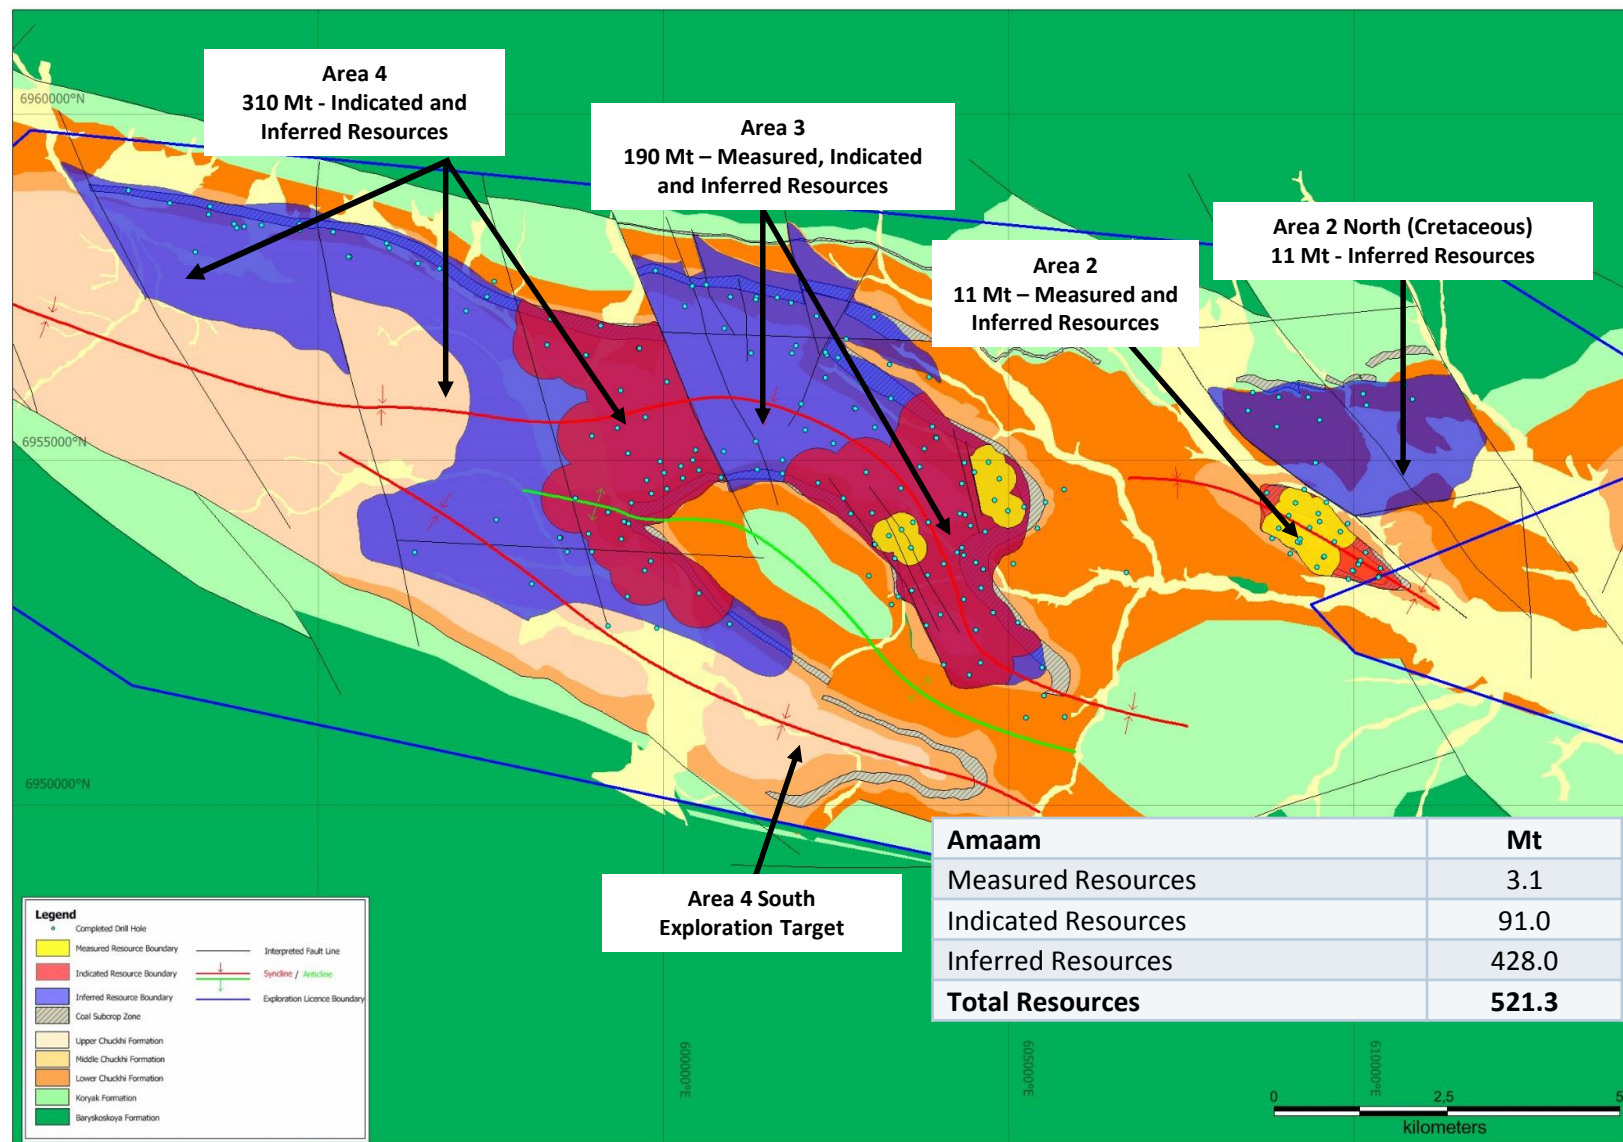 Area 4
310 Mt - Indicated and
Inferred Resources
Area 3
190 Mt – Measured, Indicated
and Inferred Resources
Area 2
11 Mt – Measured and
Inferred Resources
Area 2 North (Cretaceous)
11 Mt - Inferred Resources
6960000°N
6955000°N
6950000°N
Area 4 South
Exploration Target
Amaam Mt
Measured Resources 3.1
Indicated Resources 91.0
Inferred Resources 428.0
Total Resources 521.3
Legend
Completed Drill Hole
Measured Resource Boundary
Indicated Resource Boundary
Inferred Resource Boundary
Coal Subcrop Zone
Upper Chuckhi Formation
Middle Chuckhi Formation
Lower Chuckhi Formation
Koryak Formation
Baryskoskoya Formation
Interpreted Fault Line
Syncline / Anticline
Exploration Licence Boundary
600000°E
605000°E
610000°E
0 2,5 5
kilometers